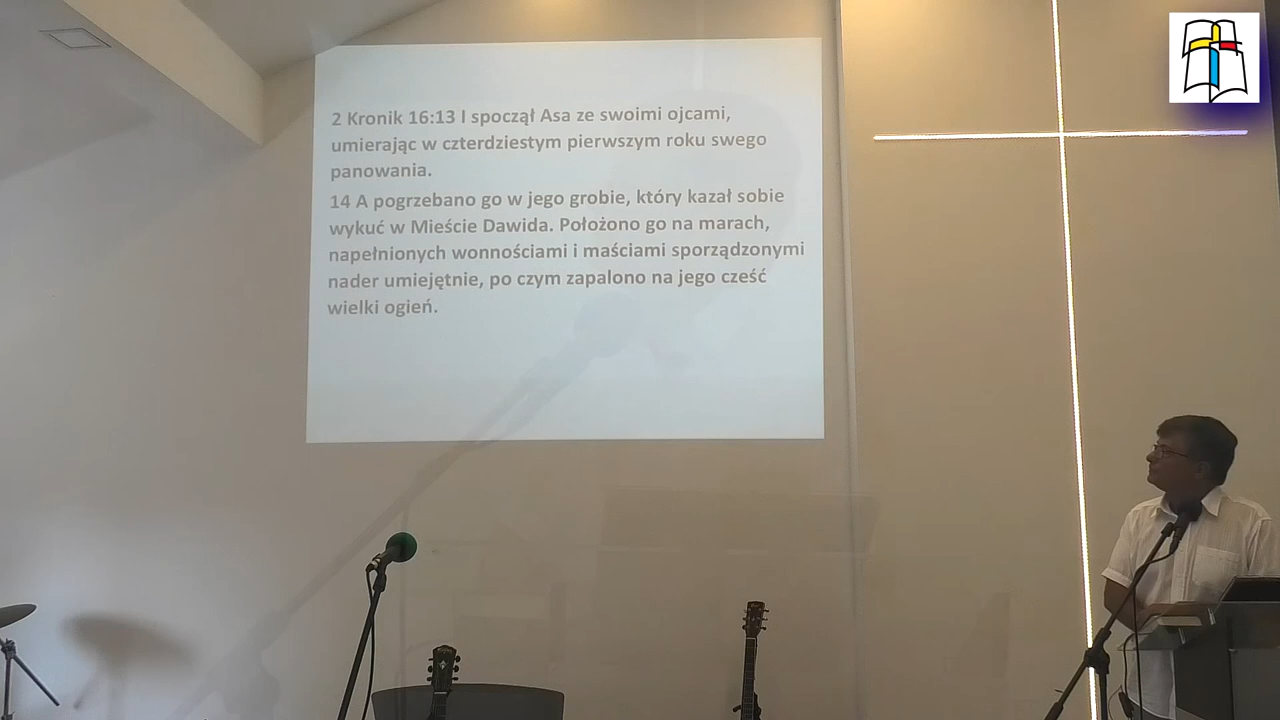 2 Kronik 16:13 I spoczął Asa ze swoimi ojcami,
umierając w czterdziestym pierwszym roku swego
panowania.
14 A pogrzebano go w jego grobie, który kazał sobie
wykuć w Mieście Dawida. Położono go na marach,
napełnionych wonnościami i maściami sporządzonymi
nader umiejętnie, po czym zapalono na jego cześć
wielki ogień.